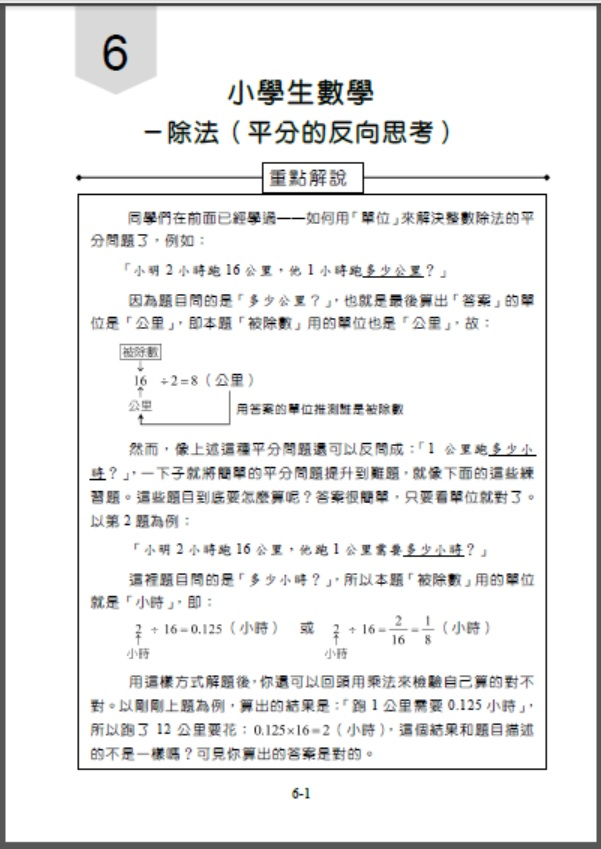 6
小學生數學
－除法（平分的反向思考）
重點解說
同學們在前面已經學過——如何用「單位」來解決整數除法的平
分問題了，例如：
「小明 2 小時跑 16 公里，他 1 小時跑多少公里？」
因為題目問的是「多少公里？」，也就是最後算出「答案」的單
位是「公里」，即本題「被除數」用的單位也是「公里」，故：
被除數
16 ÷2=8（公里）
公里
用答案的單位推測誰是被除數
然而，像上述這種平分問題還可以反問成：「1 公里跑多少小
時？」，一下子就將簡單的平分問題提升到難題，就像下面的這些練
習題。這些題目到底要怎麼算呢？答案很簡單，只要看單位就對了。
以第 2 題為例：
「小明 2 小時跑 16 公里，他跑 1 公里需要多少小時？」
這裡題目問的是「多少小時？」，所以本題「被除數」用的單位
就是「小時」，即：
2 ÷ 16=0.125（小時） 或 2 ÷ 16=2/16=1/8（小時）
小時 小時
用這樣方式解題後，你還可以回頭用乘法來檢驗自己算的對不
對。以剛剛上題為例，算出的結果是：「跑 1 公里需要 0.125 小時」，
所以跑了 12 公里要花：0.125×16=2（小時），這個結果和題目描述
的不是一樣嗎？可見你算出的答案是對的。
6-1